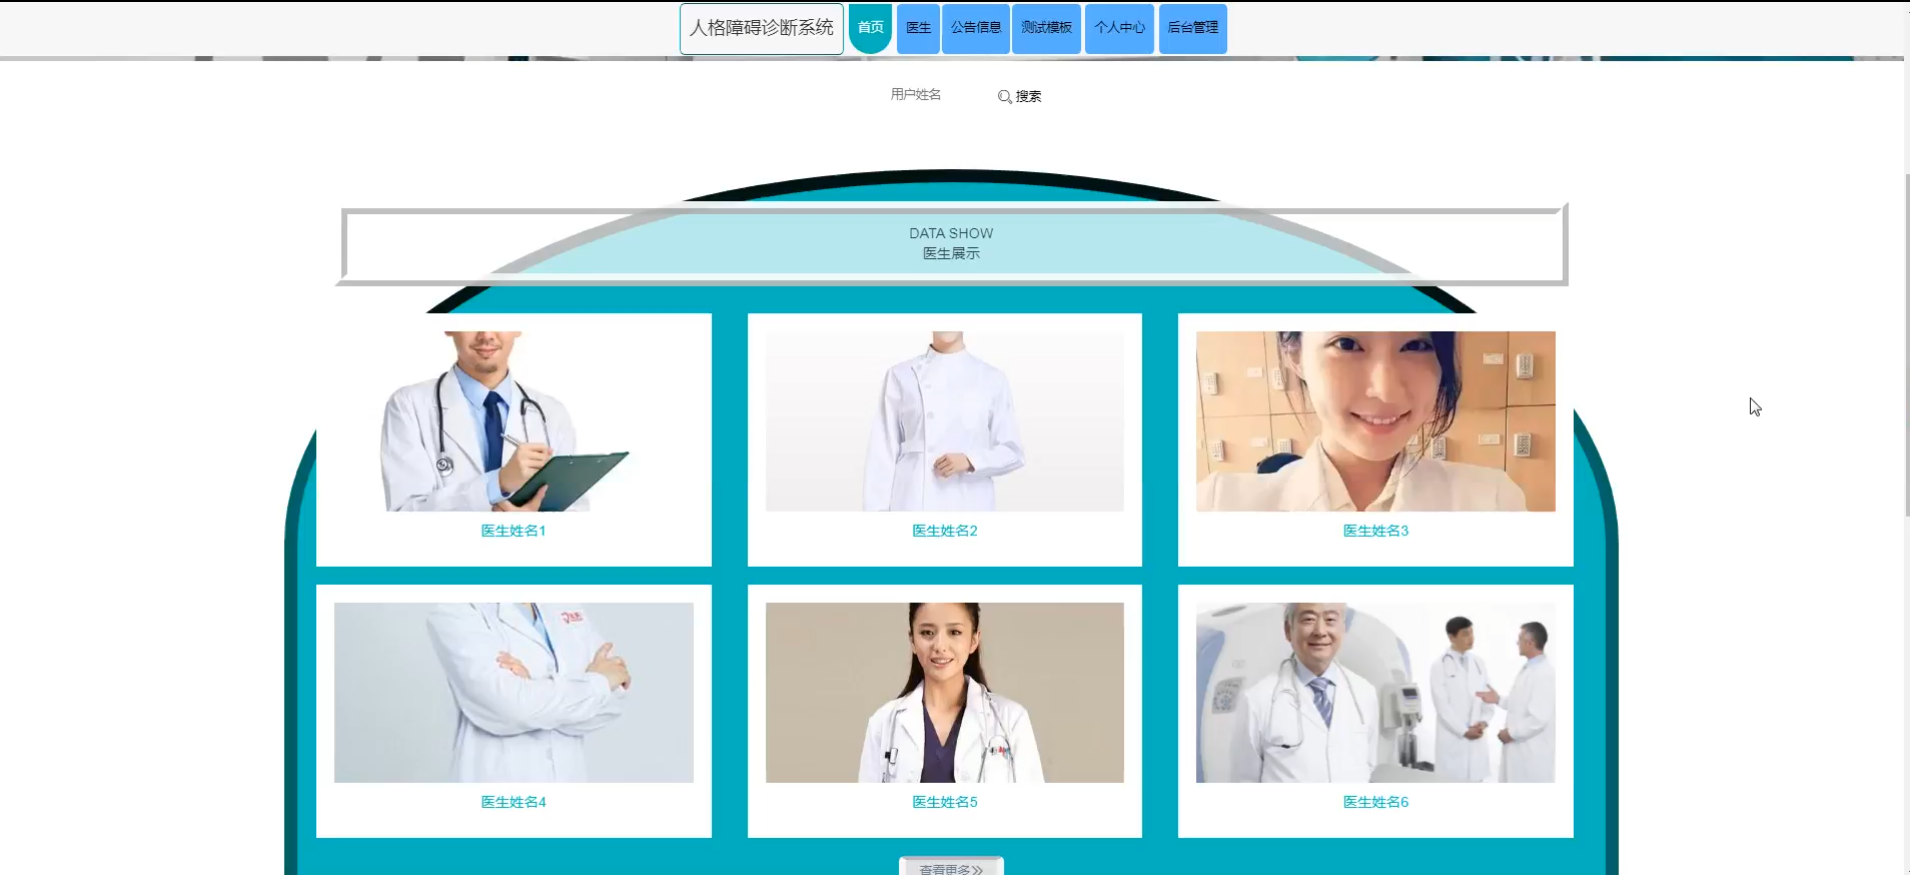 人格障碍诊断系统 首页 医生 公告信息 测试模板 个人中心 后台管理
用户姓名 搜索
DATA SHOW
医生展示
医生姓名1 医生姓名2 医生姓名3
医生姓名4 医生姓名5 医生姓名6
查看更多